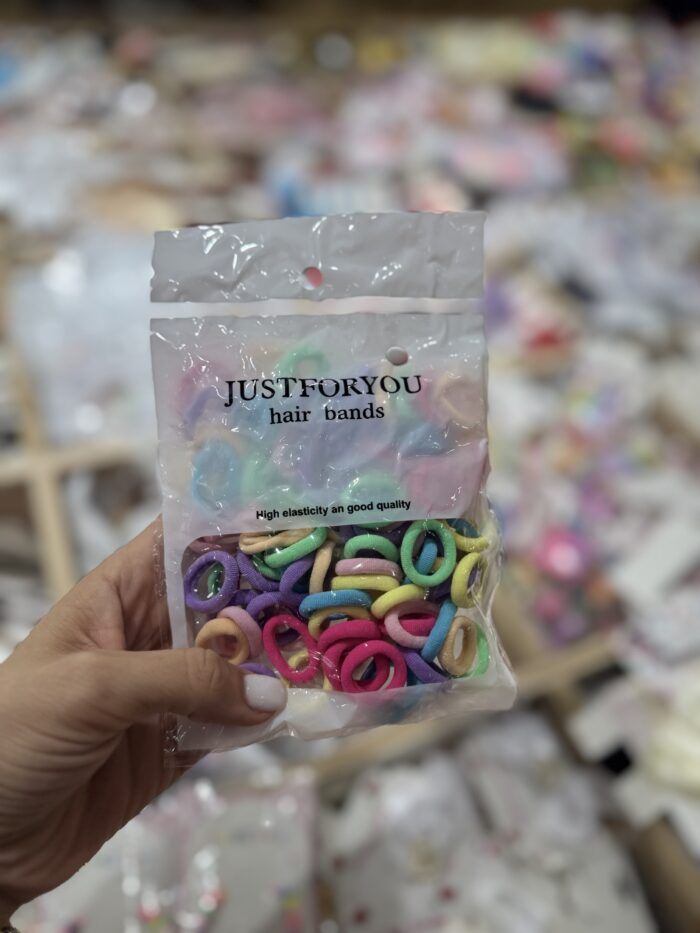 JUSTFORYOU
hair bands
High elasticity an good quality